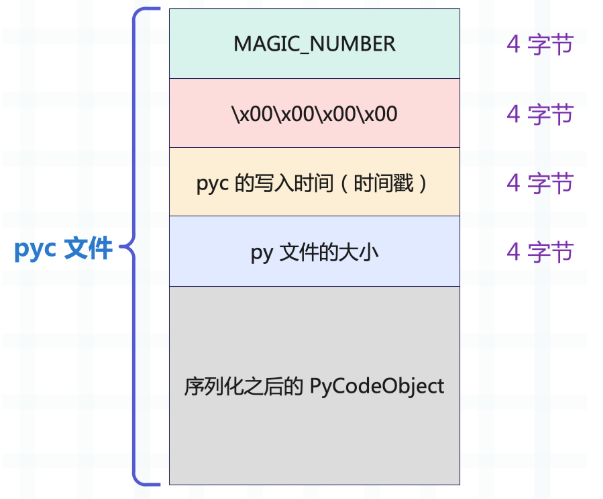 MAGIC_NUMBER
4 字节
\x00\x00\x00\x00
4 字节
pyc 的写入时间（时间戳）
4 字节
pyc 文件
py 文件的大小
4 字节
序列化之后的 PyCodeObject